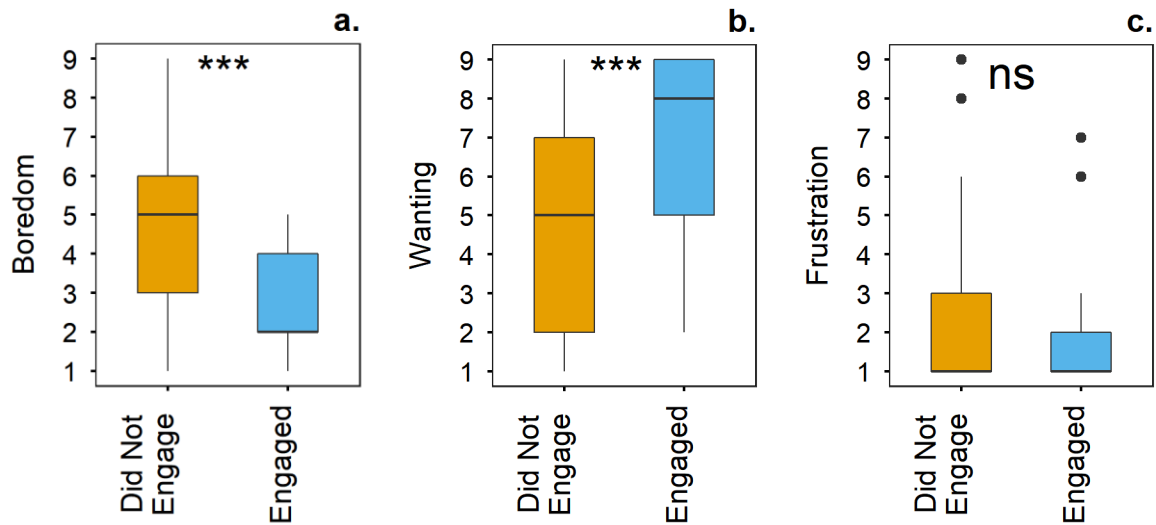 a.
Boredom
9
8
7
6
5
4
3
2
1
***
Did Not
Engage
Engaged
b.
Wanting
9
8
7
6
5
4
3
2
1
***
Did Not
Engage
Engaged
c.
Frustration
9
8
7
6
5
4
3
2
1
ns
Did Not
Engage
Engaged